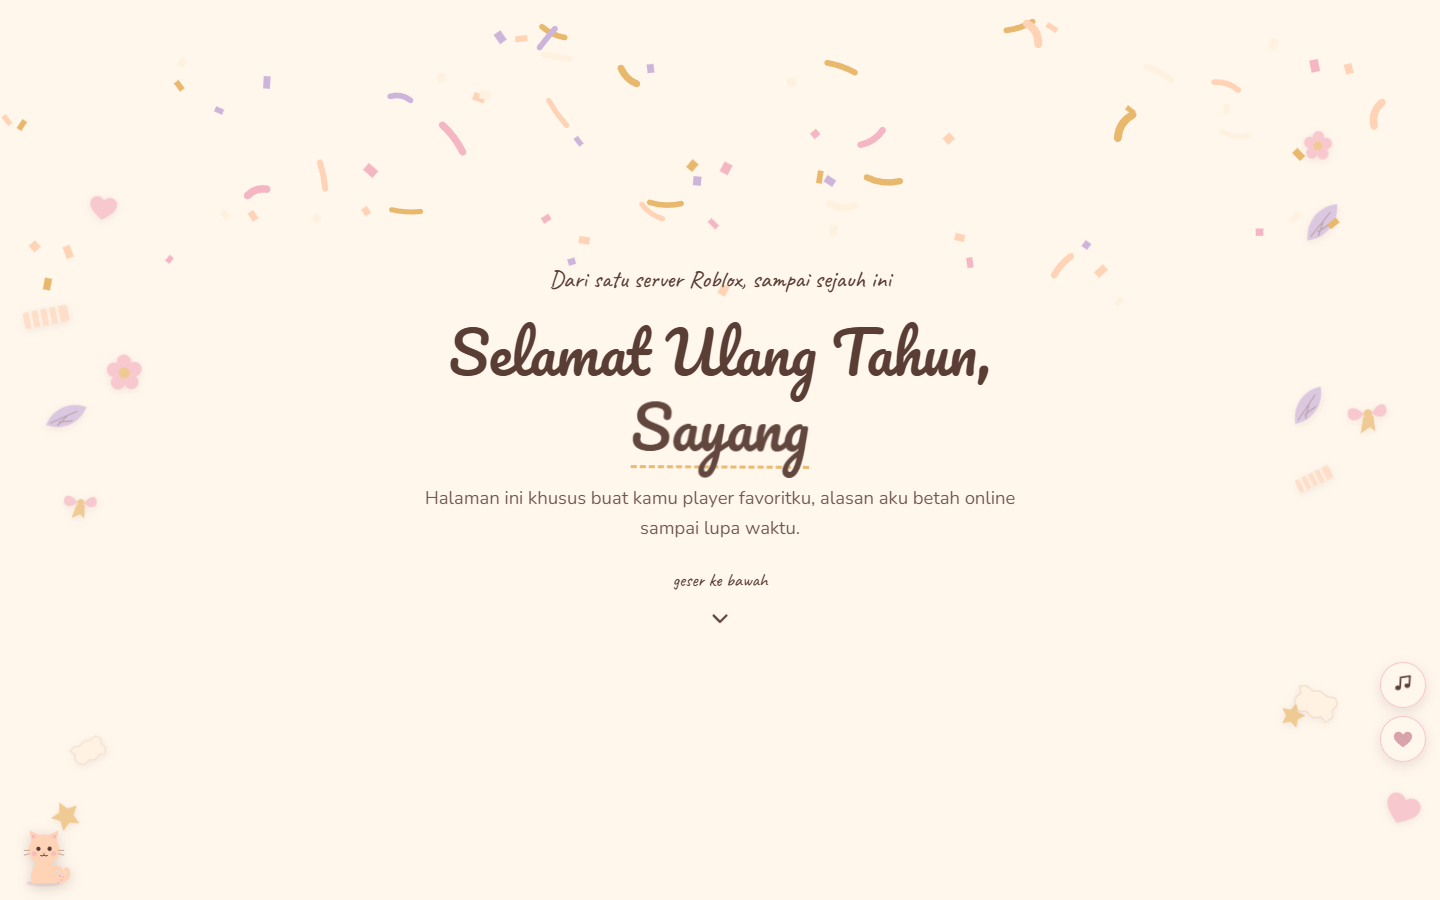 Dari satu server Roblox, sampai sejauh ini
Selamat Ulang Tahun,
Sayang
Halaman ini khusus buat kamu player favoritku, alasan aku betah online
sampai lupa waktu.
geser ke bawah